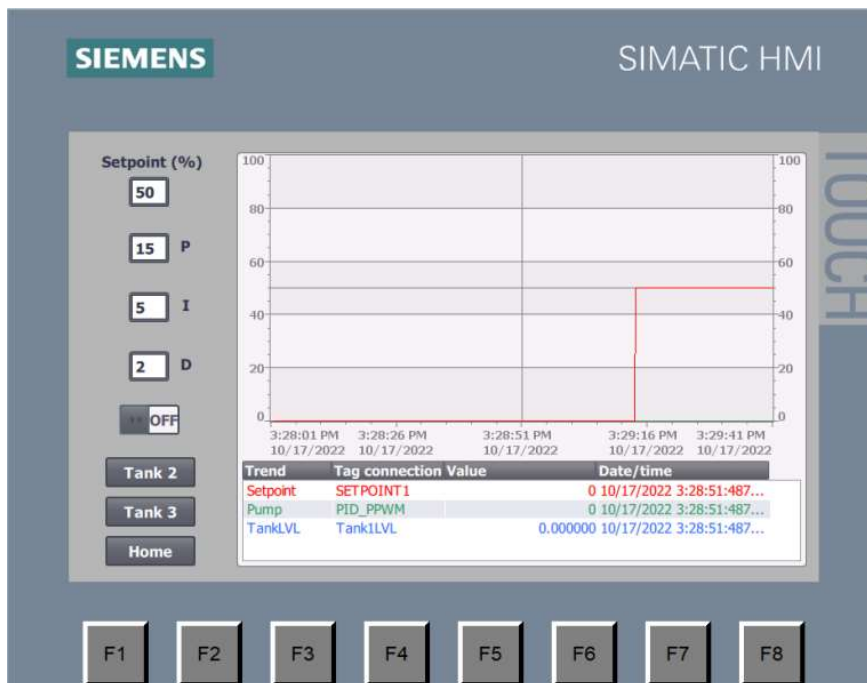 SIEMENS
SIMATIC HMI
TOUCH
Setpoint (%)
50
15 P
5 I
2 D
OFF
Tank 2
Tank 3
Home
100 100
80 80
60 60
40 40
20 20
0 0
3:28:01 PM 3:28:26 PM 3:28:51 PM 3:29:16 PM 3:29:41 PM
10/17/2022 10/17/2022 10/17/2022 10/17/2022 10/17/2022
Trend Tag connection Value Date/time
Setpoint SETPOINT1 0 10/17/2022 3:28:51:487...
Pump PID_PPWM 0 10/17/2022 3:28:51:487...
TankLVL Tank1LVL 0.000000 10/17/2022 3:28:51:487...
F1 F2 F3 F4 F5 F6 F7 F8